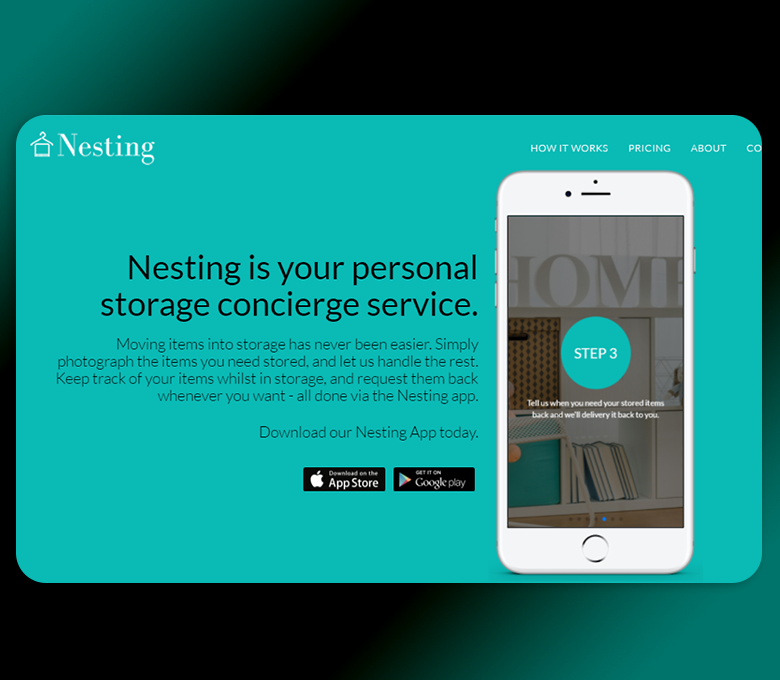 Nesting
HOW IT WORKS PRICING ABOUT CO
Nesting is your personal
storage concierge service.
Moving items into storage has never been easier. Simply
photograph the items you need stored, and let us handle the rest.
Keep track of your items whilst in storage, and request them back
whenever you want - all done via the Nesting app.
Download our Nesting App today.
Download on the
App Store
GET IT ON
Google play
HOME
STEP 3
Tell us when you need your stored items
back and we'll delivery it back to you.